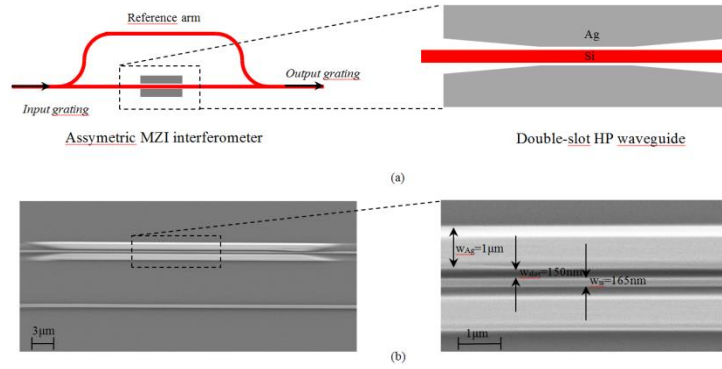 Reference arm
Ag
Si
Output grating
Input grating
Assymetric MZI interferometer
Double-slot HP waveguide
(a)
wAg=1μm
wslot=150nm
wSi=165nm
3μm
1μm
(b)